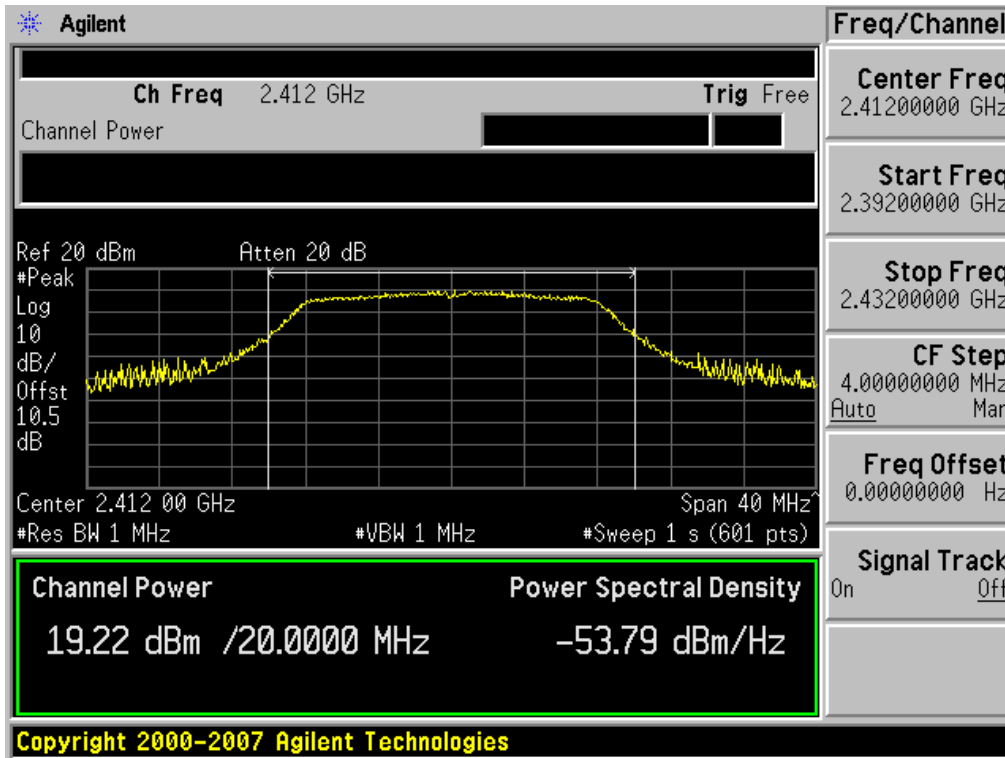 Agilent
Freq/Channel
Ch Freq 2.412 GHz Trig Free
Channel Power
Center Freq
2.41200000 GHz
Start Freq
2.39200000 GHz
Stop Freq
2.43200000 GHz
CF Step
4.00000000 MHz
Auto Man
Freq Offset
0.00000000 Hz
Signal Track
On Off
Ref 20 dBm Atten 20 dB
#Peak
Log
10
dB/
Offst
10.5
dB
Center 2.412 00 GHz Span 40 MHz^
#Res BW 1 MHz #VBW 1 MHz #Sweep 1 s (601 pts)
Channel Power Power Spectral Density
19.22 dBm /20.0000 MHz -53.79 dBm/Hz
Copyright 2000-2007 Agilent Technologies